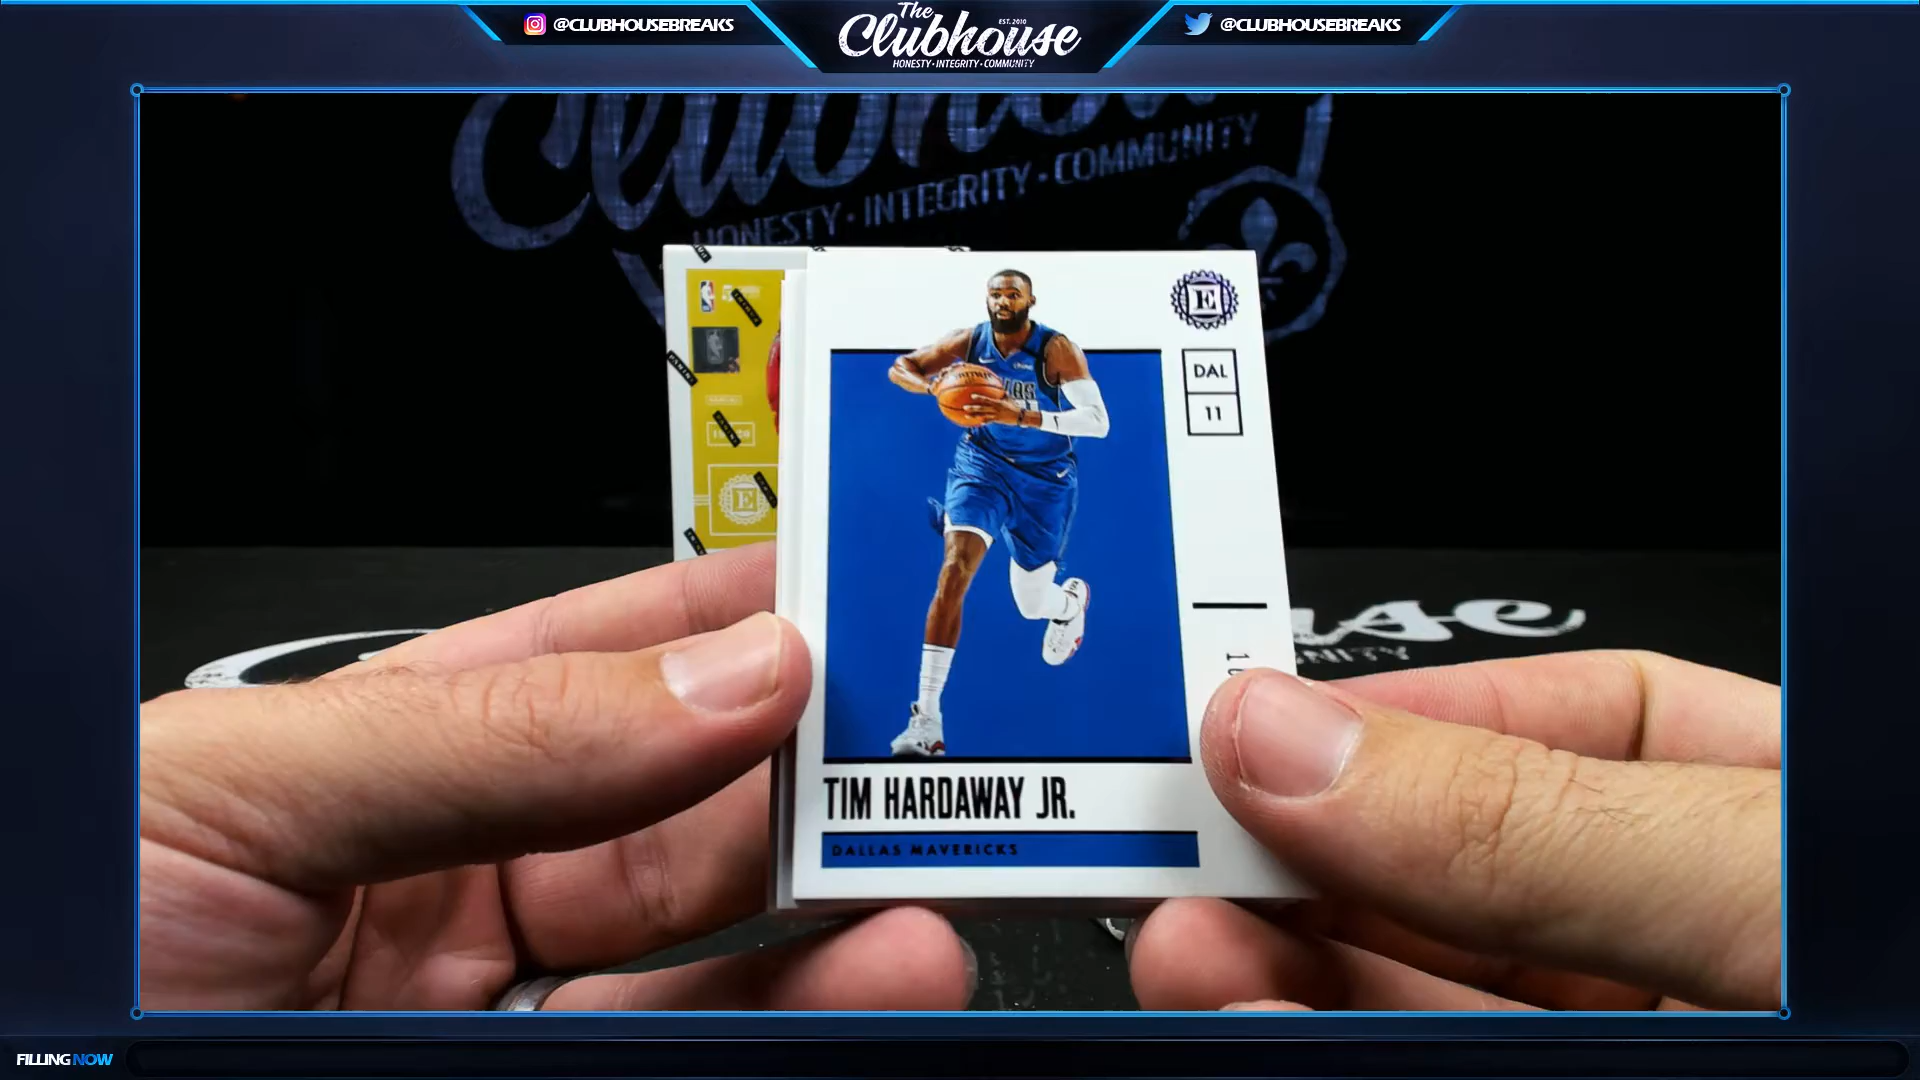 @CLUBHOUSEBREAKS
The
Clubhouse
EST. 2010
HONESTY • INTEGRITY • COMMUNITY
@CLUBHOUSEBREAKS
HONESTY • INTEGRITY • COMMUNITY
E
DAL
11
E
TIM HARDAWAY JR.
DALLAS MAVERICKS
FILLING NOW